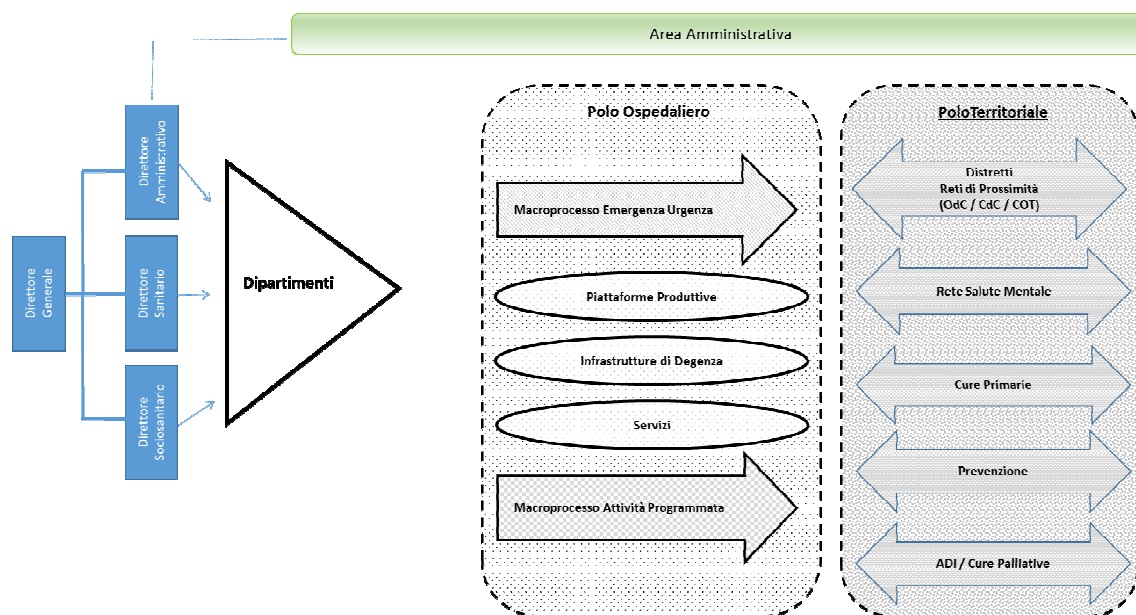 Area Amministrativa
Direttore
Generale
Direttore
Amministrativo
Direttore
Sanitario
Direttore
Sociosanitario
Dipartimenti
Polo Ospedaliero
Macroprocesso Emergenza Urgenza
Piattaforme Produttive
Infrastrutture di Degenza
Servizi
Macroprocesso Attività Programmata
PoloTerritoriale
Distretti
Reti di Prossimità
(OdC / CdC / COT)
Rete Salute Mentale
Cure Primarie
Prevenzione
ADI / Cure Palliative